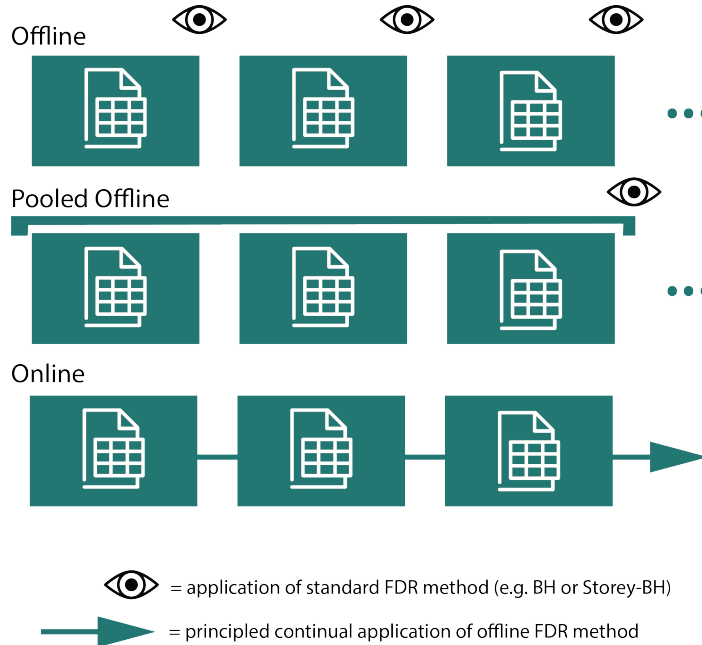 Offline
Pooled Offline
Online
= application of standard FDR method (e.g. BH or Storey-BH)
= principled continual application of offline FDR method